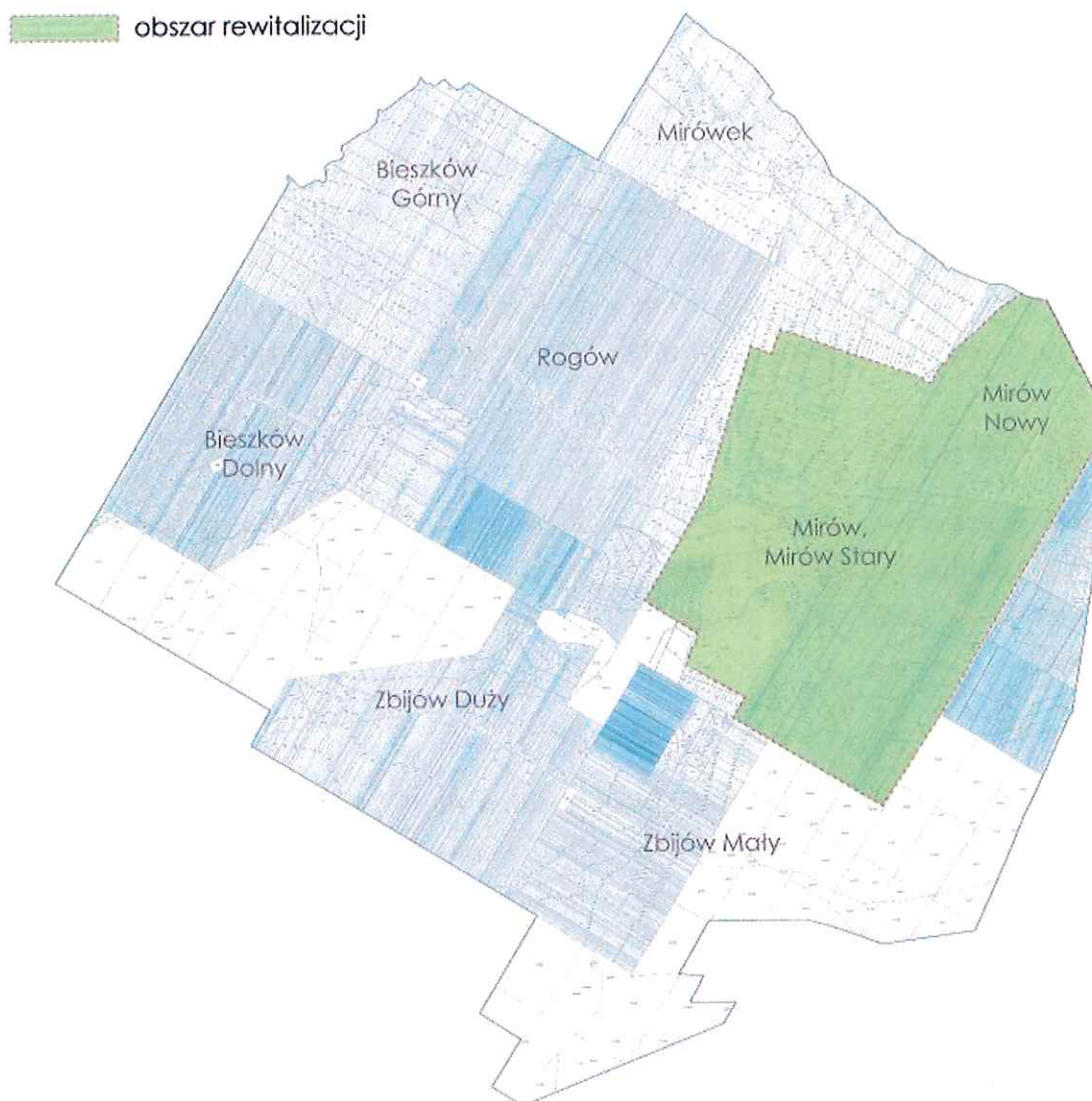 obszar rewitalizacji
Mirówek
Bieszków
Górny
Rogów
Mirów
Nowy
Bieszków
Dolny
Mirów,
Mirów Stary
Zbijów Duży
Zbijów Mały